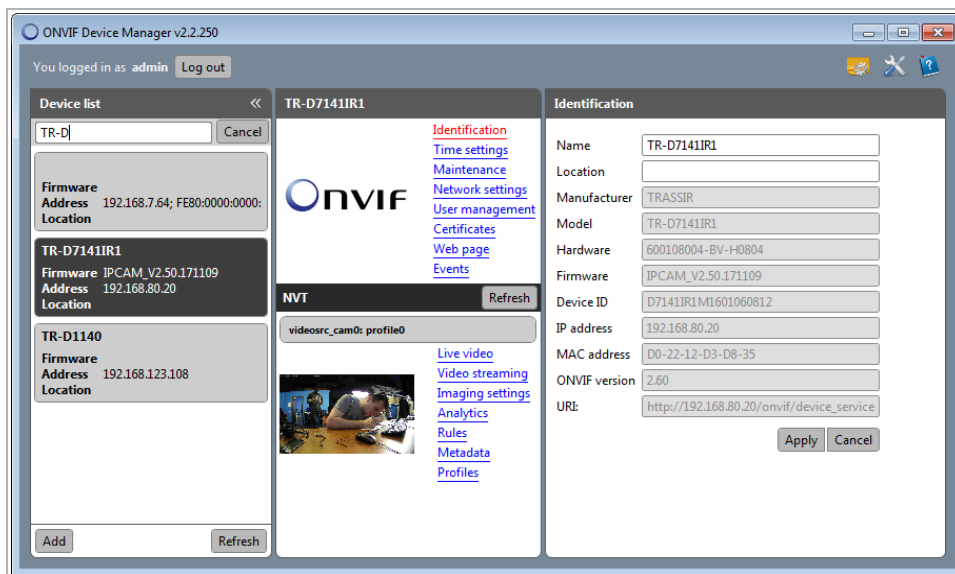 ONVIF Device Manager v2.2.250
You logged in as admin Log out
Device list «
TR-D Cancel
Firmware
Address 192.168.7.64; FE80:0000:0000:
Location
TR-D7141IR1
Firmware IPCAM_V2.50.171109
Address 192.168.80.20
Location
TR-D1140
Firmware
Address 192.168.123.108
Location
Add Refresh
TR-D7141IR1
ONVIF
Identification
Time settings
Maintenance
Network settings
User management
Certificates
Web page
Events
NVT Refresh
videosrc_cam0: profile0
Live video
Video streaming
Imaging settings
Analytics
Rules
Metadata
Profiles
Identification
Name TR-D7141IR1
Location
Manufacturer TRASSIR
Model TR-D7141IR1
Hardware 600108004-BV-H0804
Firmware IPCAM_V2.50.171109
Device ID D7141IR1M1601060812
IP address 192.168.80.20
MAC address D0-22-12-D3-D8-35
ONVIF version 2.60
URI: http://192.168.80.20/onvif/device_service
Apply Cancel